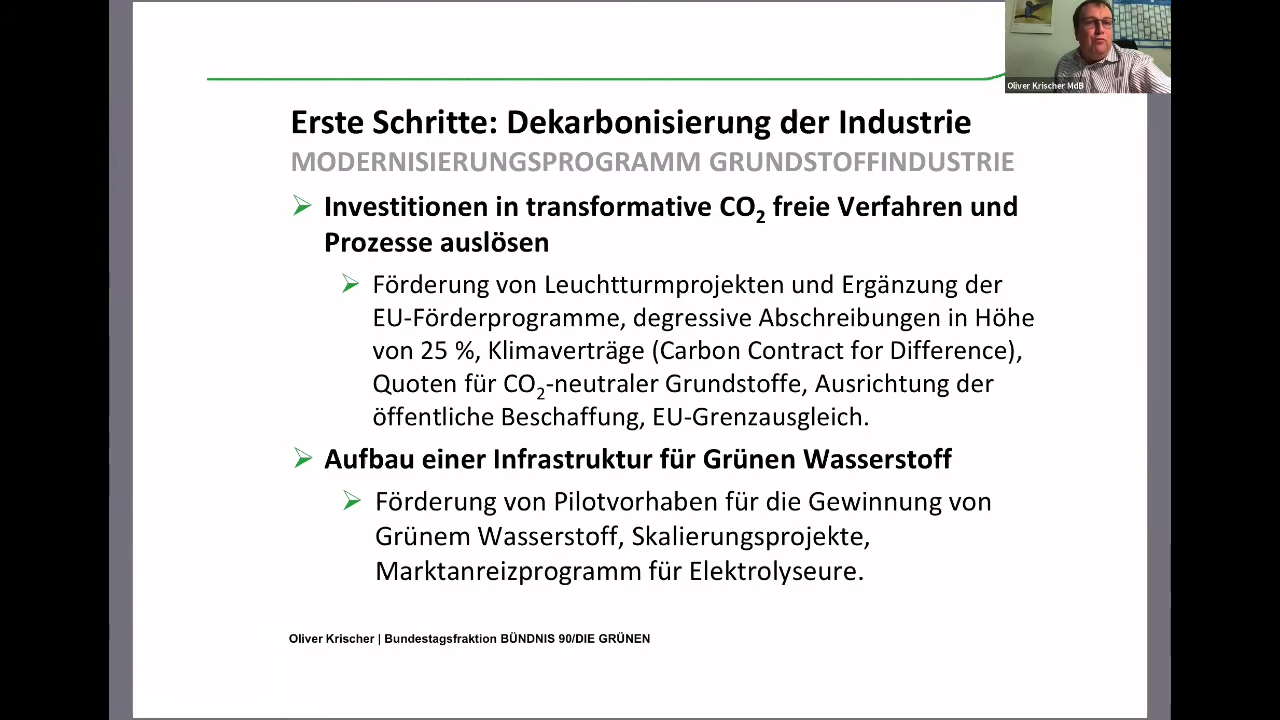 Oliver Krischer MdB
Erste Schritte: Dekarbonisierung der Industrie
MODERNISIERUNGSPROGRAMM GRUNDSTOFFINDUSTRIE
Investitionen in transformative CO₂ freie Verfahren und
Prozesse auslösen
Förderung von Leuchtturmprojekten und Ergänzung der
EU-Förderprogramme, degressive Abschreibungen in Höhe
von 25 %, Klimaverträge (Carbon Contract for Difference),
Quoten für CO₂-neutraler Grundstoffe, Ausrichtung der
öffentliche Beschaffung, EU-Grenzausgleich.
Aufbau einer Infrastruktur für Grünen Wasserstoff
Förderung von Pilotvorhaben für die Gewinnung von
Grünem Wasserstoff, Skalierungsprojekte,
Marktanreizprogramm für Elektrolyseure.
Oliver Krischer | Bundestagsfraktion BÜNDNIS 90/DIE GRÜNEN